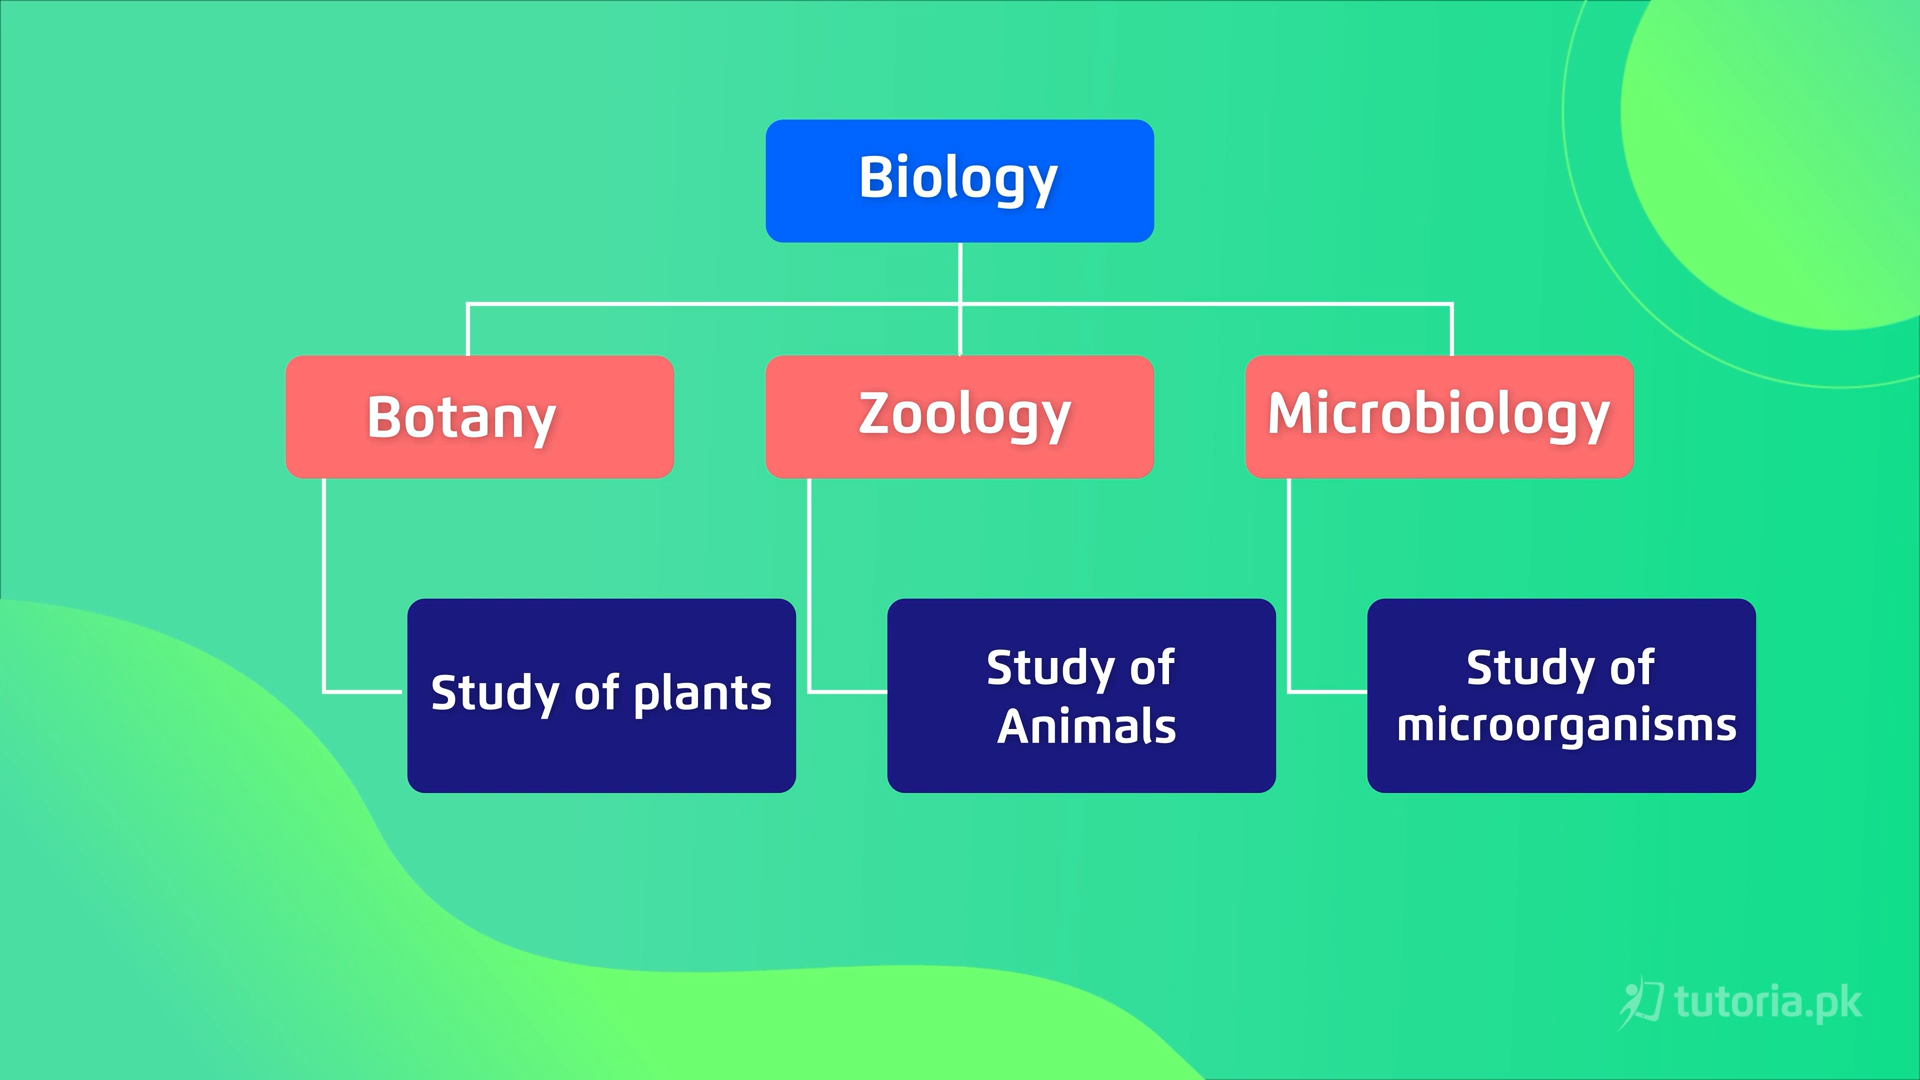 Biology
Botany
Zoology
Microbiology
Study of plants
Study of
Animals
Study of
microorganisms
tutoria.pk